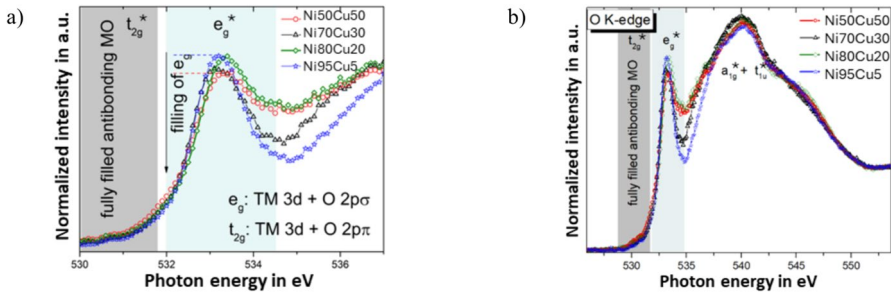 a)
t2g*
eg*
Ni50Cu50
Ni70Cu30
Ni80Cu20
Ni95Cu5
Normalized intensity in a.u.
fully filled antibonding MO
filling of eg*
eg: TM 3d + O 2pσ
t2g: TM 3d + O 2pπ
530 532 534 536
Photon energy in eV
b)
O K-edge
t2g*
eg*
Ni50Cu50
Ni70Cu30
Ni80Cu20
Ni95Cu5
a1g* + t1u*
Normalized intensity in a.u.
fully filled antibonding MO
530 535 540 545 550
Photon energy in eV